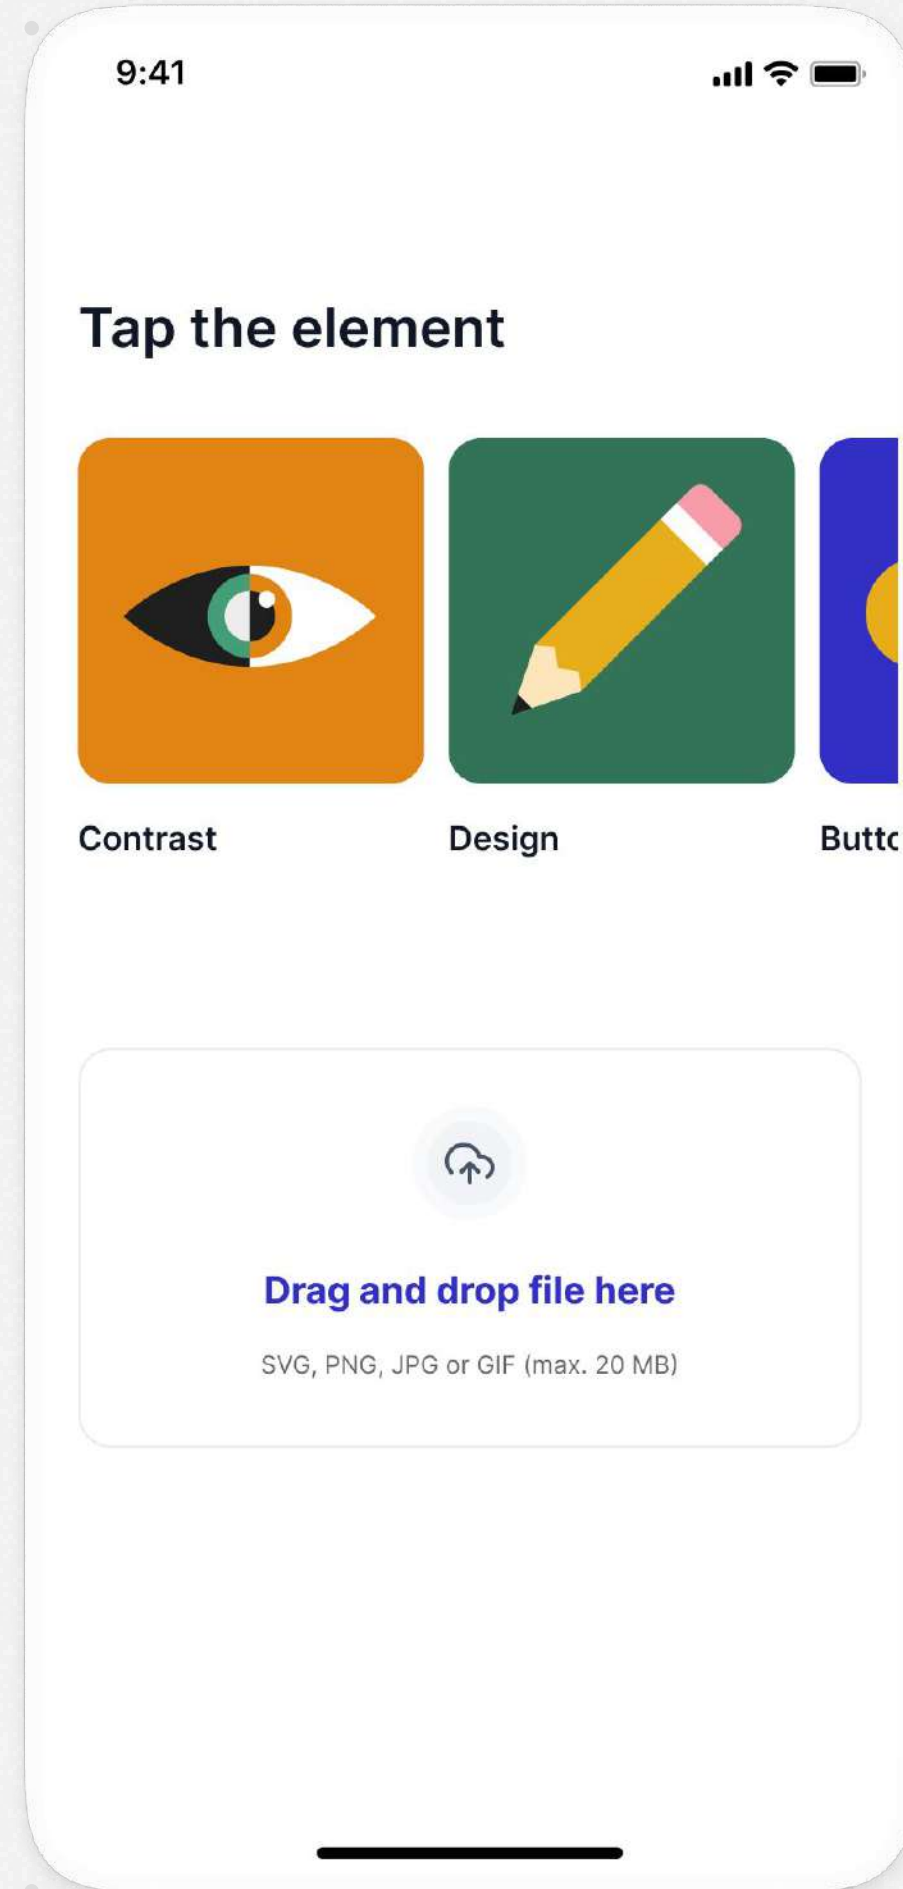 9:41
Tap the element
Contrast
Design
Butto
Drag and drop file here
SVG, PNG, JPG or GIF (max. 20 MB)